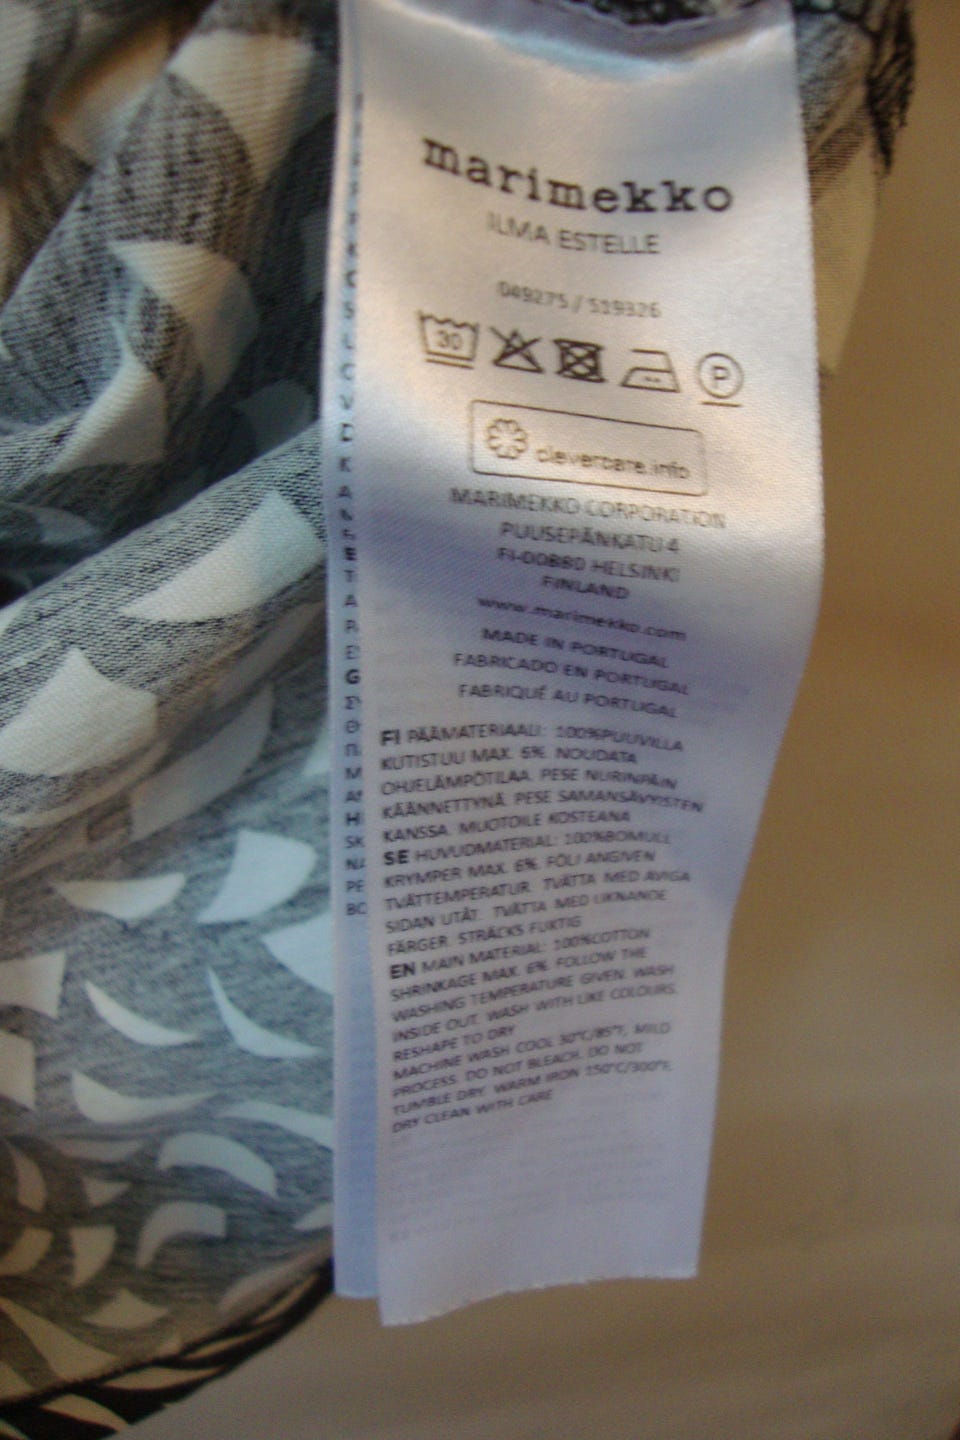 marimekko
ILMA ESTELLE
049275 / 519326
30
P
clevercare.info
MARIMEKKO CORPORATION
PUUSEPÄNKATU 4
FI-00880 HELSINKI
FINLAND
www.marimekko.com
MADE IN PORTUGAL
FABRICADO EN PORTUGAL
FABRIQUÉ AU PORTUGAL
FI PÄÄMATERIAALI: 100%PUUVILLA
KUTISTUU MAX. 6%. NOUDATA
OHJELÄMPÖTILAA. PESE NURINPÄIN
KÄÄNNETTYNÄ. PESE SAMANSÄVYISTEN
KANSSA. MUOTOILE KOSTEANA
SE HUVUDMATERIAL: 100%BOMULL
KRYMPER MAX. 6%. FÖLJ ANGIVEN
TVÄTTEMPERATUR. TVÄTTA MED AVIGA
SIDAN UTÅT. TVÄTTA MED LIKNANDE
FÄRGER. STRÄCKS FUKTIG
EN MAIN MATERIAL: 100%COTTON
SHRINKAGE MAX. 6%. FOLLOW THE
WASHING TEMPERATURE GIVEN. WASH
INSIDE OUT. WASH WITH LIKE COLOURS.
RESHAPE TO DRY
MACHINE WASH COOL 30°C/85°F, MILD
PROCESS. DO NOT BLEACH. DO NOT
TUMBLE DRY. WARM IRON 150°C/300°F.
DRY CLEAN WITH CARE